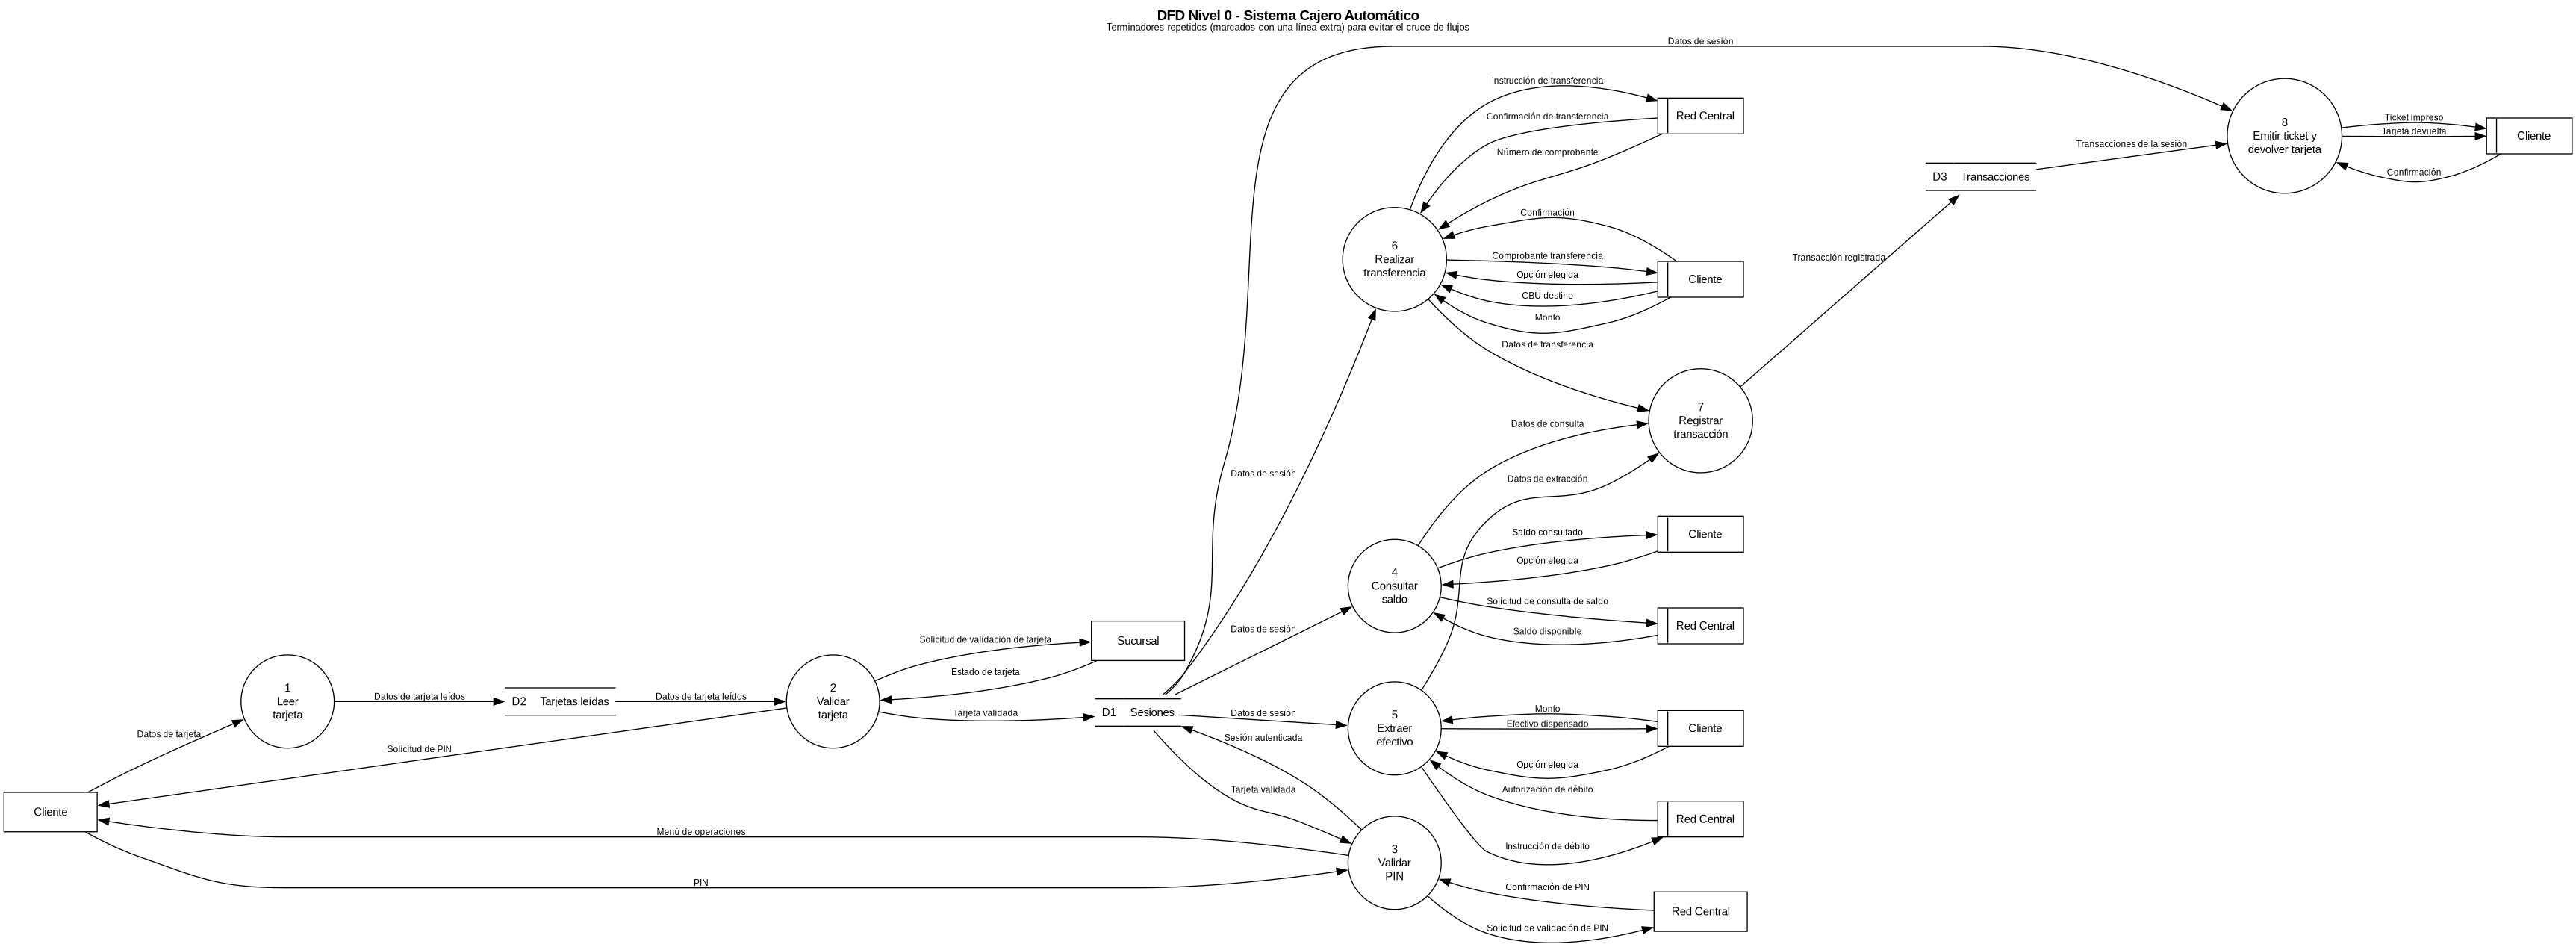 DFD Nivel 0 - Sistema Cajero Automático
Terminadores repetidos (marcados con una línea extra) para evitar el cruce de flujos
Datos de sesión
Instrucción de transferencia
Red Central
Confirmación de transferencia
Número de comprobante
8
Emitir ticket y
devolver tarjeta
Ticket impreso
Tarjeta devuelta
Cliente
Confirmación
Transacciones de la sesión
D3 Transacciones
6
Realizar
transferencia
Confirmación
Comprobante transferencia
Opción elegida
Cliente
CBU destino
Monto
Transacción registrada
Datos de transferencia
7
Registrar
transacción
Datos de consulta
Datos de sesión
Datos de extracción
4
Consultar
saldo
Saldo consultado
Cliente
Opción elegida
Solicitud de consulta de saldo
Red Central
Saldo disponible
Datos de sesión
Solicitud de validación de tarjeta
Sucursal
Estado de tarjeta
1
Leer
tarjeta
Datos de tarjeta leídos
D2 Tarjetas leídas
Datos de tarjeta leídos
2
Validar
tarjeta
Tarjeta validada
D1 Sesiones
Datos de sesión
5
Extraer
efectivo
Monto
Efectivo dispensado
Cliente
Opción elegida
Datos de tarjeta
Solicitud de PIN
Sesión autenticada
Tarjeta validada
Autorización de débito
Red Central
Instrucción de débito
Cliente
Menú de operaciones
PIN
3
Validar
PIN
Confirmación de PIN
Red Central
Solicitud de validación de PIN